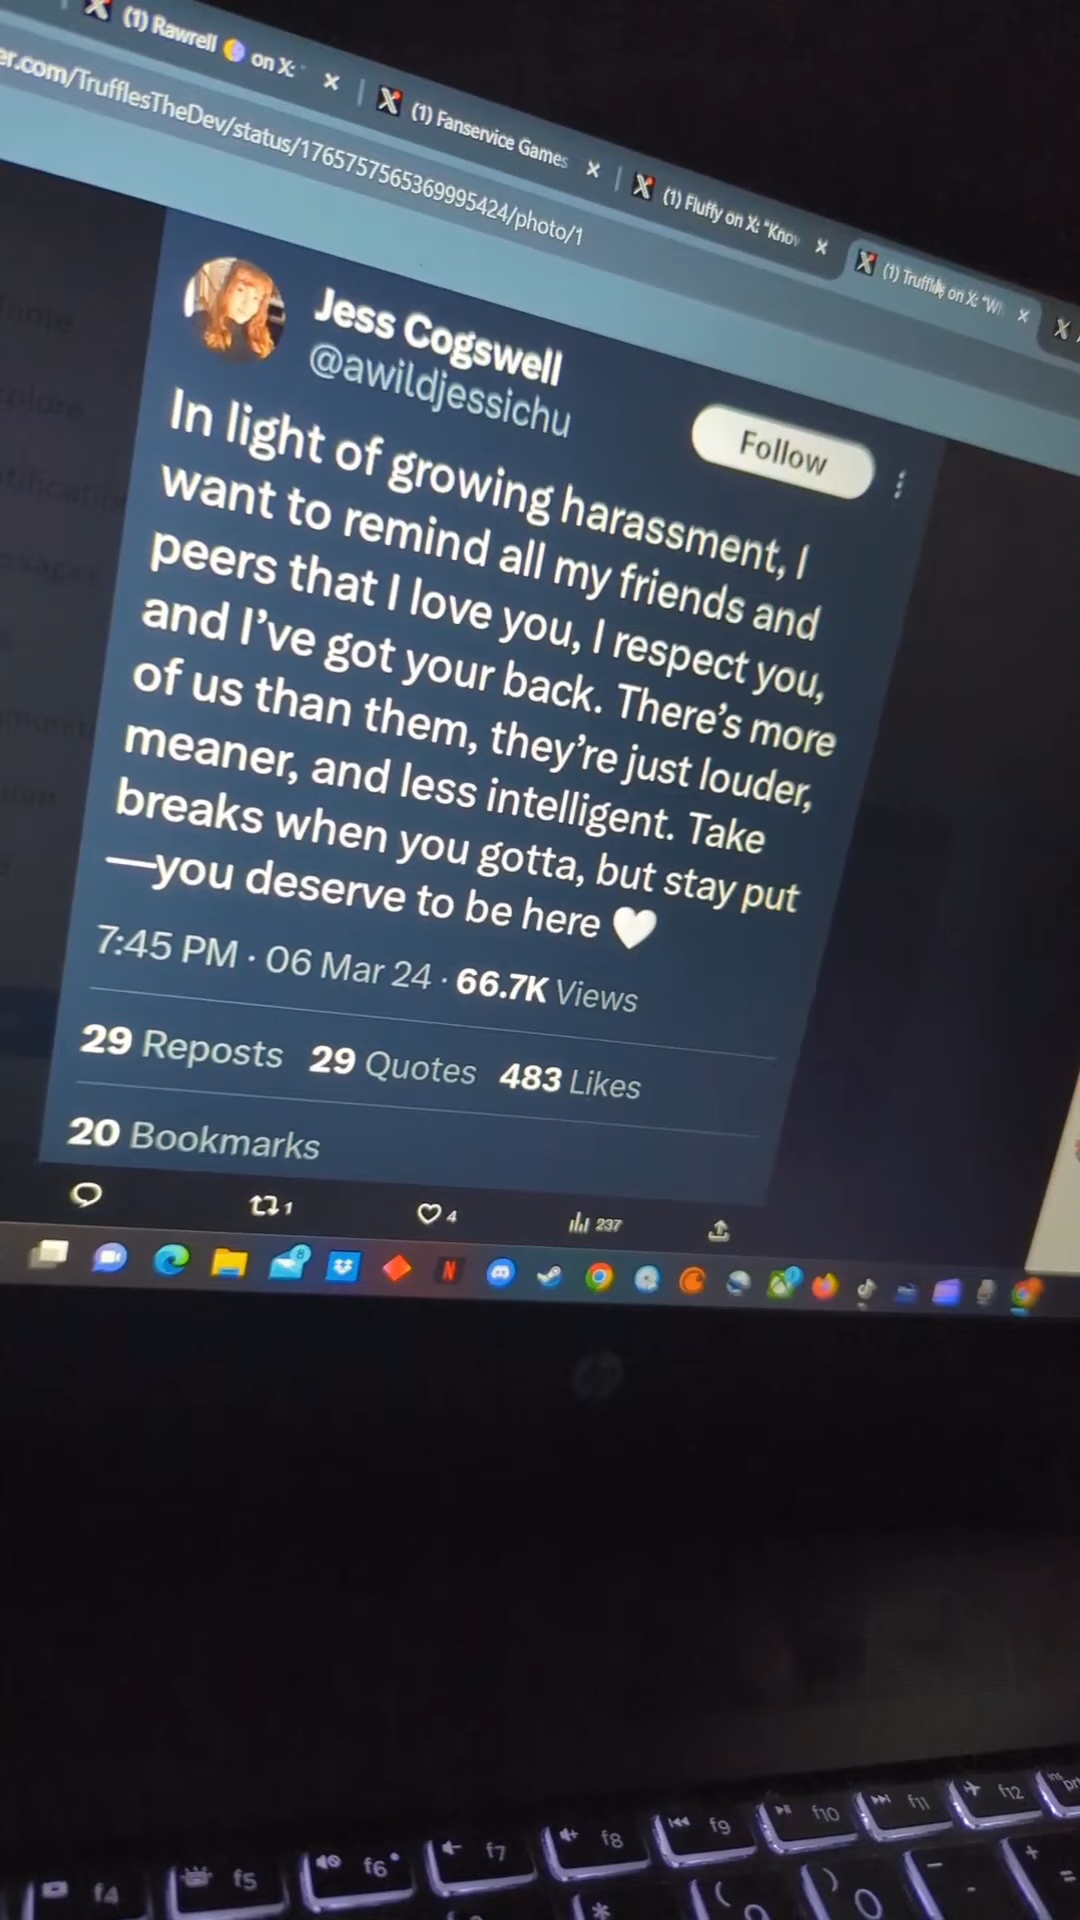 (1) Rawrell on X: "
(1) Fanservice Games
(1) Fluffy on X: "Know
(1) Truffles on X: "W
er.com/TrufflesTheDev/status/1765757565369995424/photo/1
Jess Cogswell
@awildjessichu
Follow
In light of growing harassment, I
want to remind all my friends and
peers that I love you, I respect you,
and I've got your back. There's more
of us than them, they're just louder,
meaner, and less intelligent. Take
breaks when you gotta, but stay put
—you deserve to be here 🤍
7:45 PM · 06 Mar 24 · 66.7K Views
29 Reposts 29 Quotes 483 Likes
20 Bookmarks
1 4 237
8
N
f4 f5 f6 f7 f8 f9 f10 f11 f12 ins
* ( ) 0 - - + =